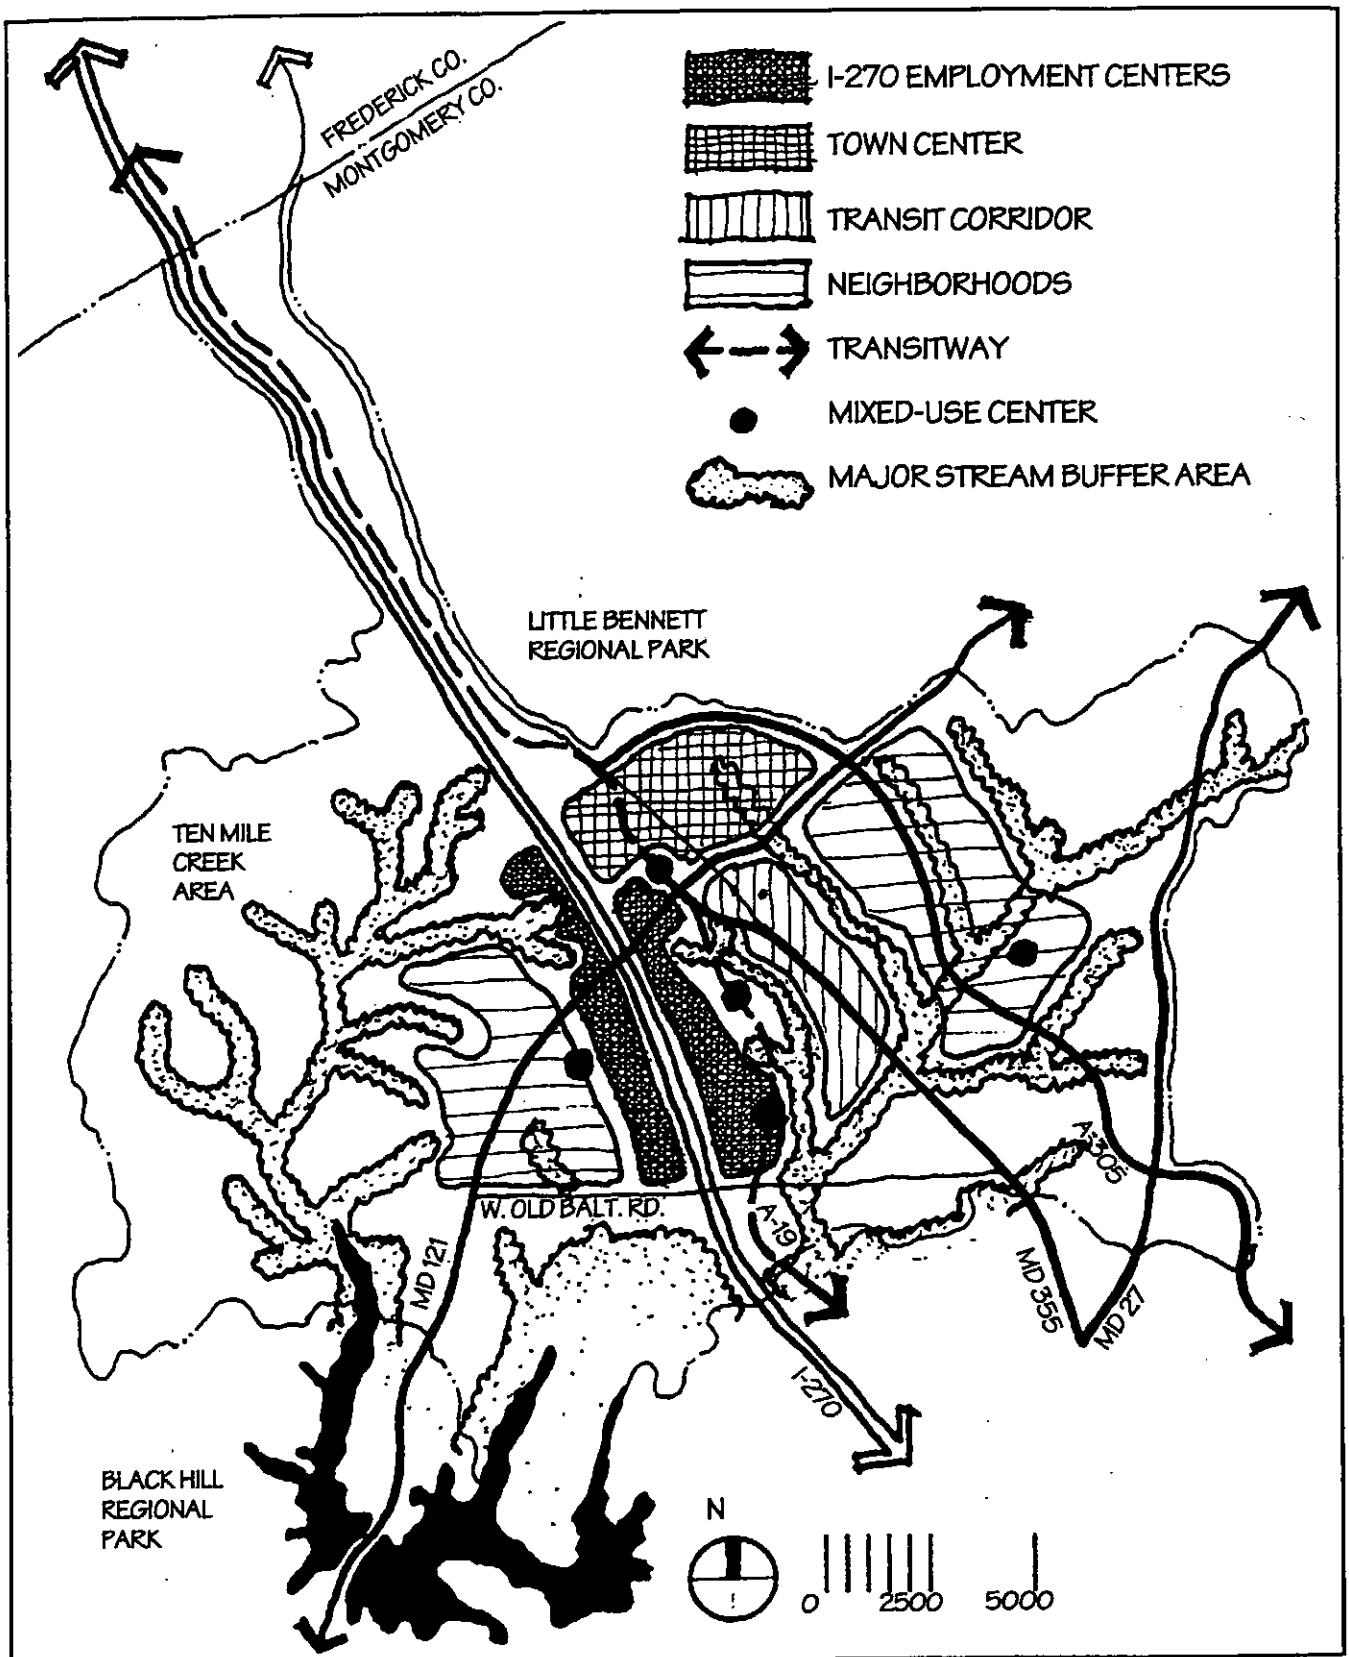 FREDERICK CO.
MONTGOMERY CO.
I-270 EMPLOYMENT CENTERS
TOWN CENTER
TRANSIT CORRIDOR
NEIGHBORHOODS
TRANSITWAY
MIXED-USE CENTER
MAJOR STREAM BUFFER AREA
LITTLE BENNETT
REGIONAL PARK
TEN MILE
CREEK
AREA
W. OLD BALT. RD.
A-305
A-19
MD 121
MD 355
MD 27
I-270
BLACK HILL
REGIONAL
PARK
N
0 2500 5000